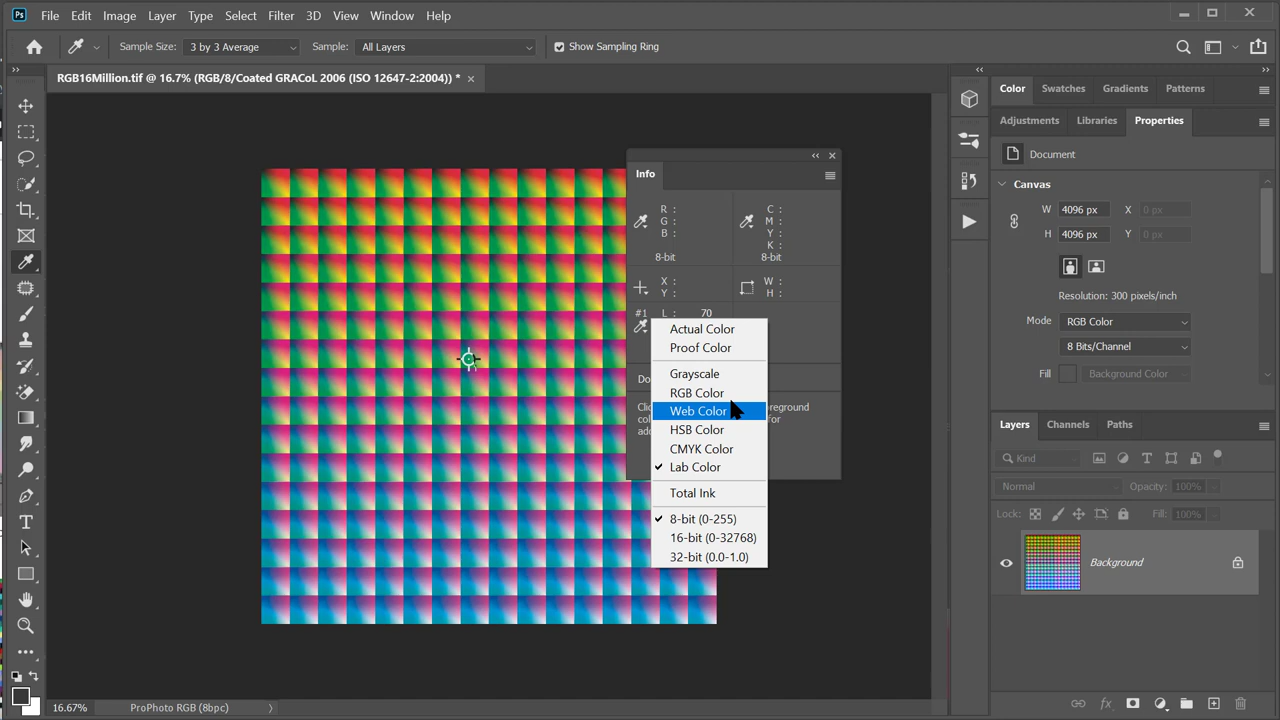 Ps File Edit Image Layer Type Select Filter 3D View Window Help
Sample Size: 3 by 3 Average Sample: All Layers Show Sampling Ring
RGB16Million.tif @ 16.7% (RGB/8/Coated GRACoL 2006 (ISO 12647-2:2004)) * ×
Color Swatches Gradients Patterns
Adjustments Libraries Properties
Document
Canvas
W 4096 px X 0 px
H 4096 px Y 0 px
Resolution: 300 pixels/inch
Mode RGB Color
8 Bits/Channel
Fill Background Color
Info
R : C :
G : M :
B : Y :
K :
8-bit 8-bit
X : W :
Y : H :
#1 L : 70
Actual Color
Proof Color
Grayscale
RGB Color
Web Color
HSB Color
CMYK Color
Lab Color
Total Ink
8-bit (0-255)
16-bit (0-32768)
32-bit (0.0-1.0)
Layers Channels Paths
Kind
Normal Opacity: 100%
Lock: Fill: 100%
Background
16.67% ProPhoto RGB (8bpc)